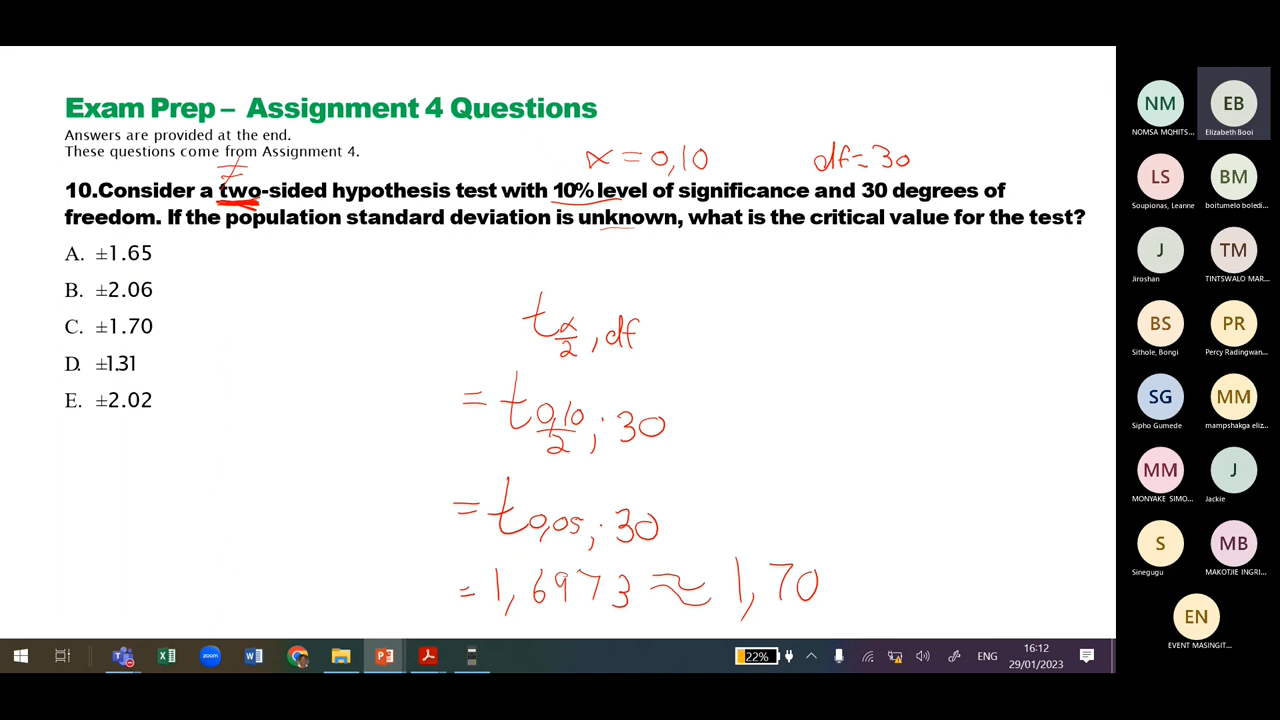 Exam Prep – Assignment 4 Questions
Answers are provided at the end.
These questions come from Assignment 4.
α = 0,10 df = 30
≠
10.Consider a two-sided hypothesis test with 10% level of significance and 30 degrees of
freedom. If the population standard deviation is unknown, what is the critical value for the test?
A. ±1.65
B. ±2.06
C. ±1.70
D. ±1.31
E. ±2.02
t α/2 , df
= t 0,10/2 ; 30
= t 0,05 ; 30
= 1,6973 ≈ 1,70
NM EB
NOMSA MQHITS... Elizabeth Booi
LS BM
Soupionas, Leanne boitumelo boledi...
J TM
Jiroshan TINTSWALO MAR...
BS PR
Sithole, Bongi Percy Radingwan...
SG MM
Sipho Gumede mampshakga eliz...
MM J
MONYAKE SIMO... Jackie
S MB
Sinegugu MAKOTJIE INGRI...
EN
EVENT MASINGIT...
zoom
22%
ENG
16:12
29/01/2023